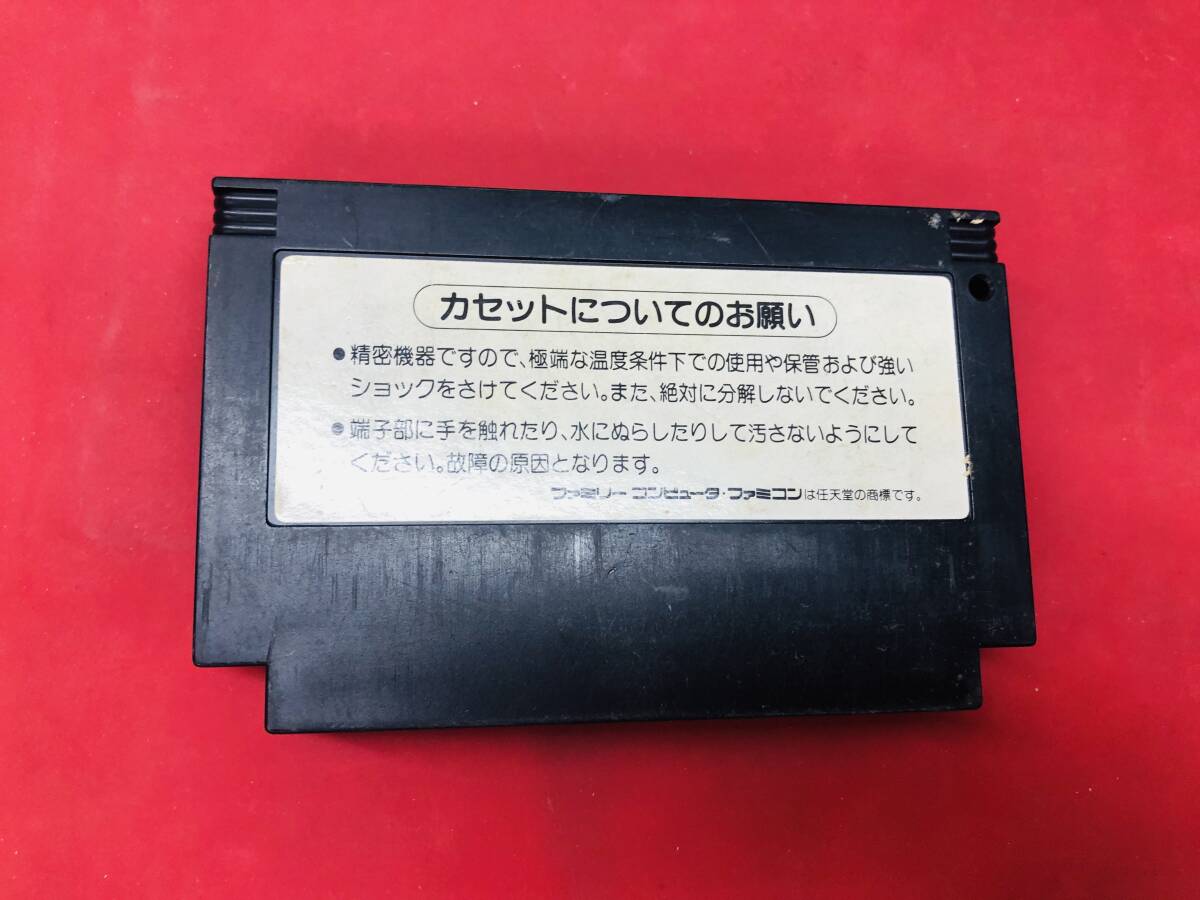 カセットについてのお願い
●精密機器ですので、極端な温度条件下での使用や保管および強い
ショックをさけてください。また、絶対に分解しないでください。
●端子部に手を触れたり、水にぬらしたりして汚さないようにして
ください。故障の原因となります。
ファミリーコンピュータ・ファミコンは任天堂の商標です。